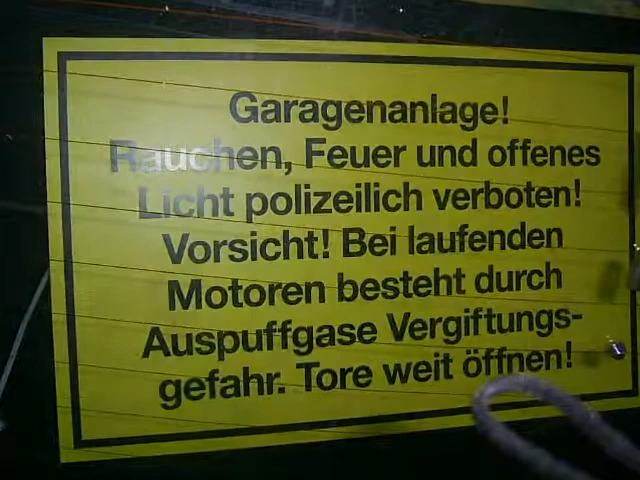 Garagenanlage!
Rauchen, Feuer und offenes
Licht polizeilich verboten!
Vorsicht! Bei laufenden
Motoren besteht durch
Auspuffgase Vergiftungs-
gefahr. Tore weit öffnen!